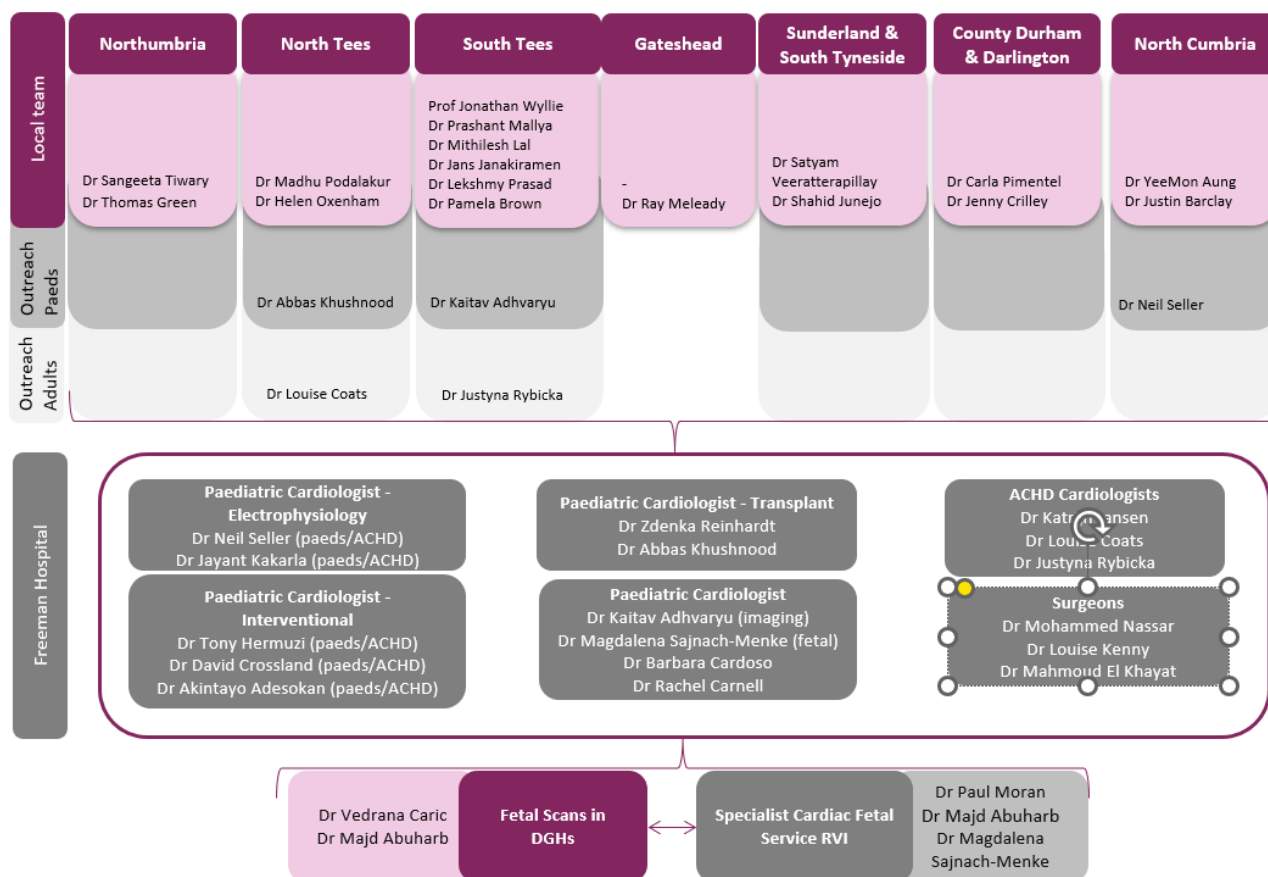 Northumbria
North Tees
South Tees
Gateshead
Sunderland &
South Tyneside
County Durham
& Darlington
North Cumbria
Local team
Dr Sangeeta Tiwary
Dr Thomas Green
Dr Madhu Podalakur
Dr Helen Oxenham
Prof Jonathan Wyllie
Dr Prashant Mallya
Dr Mithilesh Lal
Dr Jans Janakiramen
Dr Lekshmy Prasad
Dr Pamela Brown
-
Dr Ray Meleady
Dr Satyam
Veeratterapillay
Dr Shahid Junejo
Dr Carla Pimentel
Dr Jenny Crilley
Dr YeeMon Aung
Dr Justin Barclay
Outreach
Paeds
Dr Abbas Khushnood
Dr Kaitav Adhvaryu
Dr Neil Seller
Outreach
Adults
Dr Louise Coats
Dr Justyna Rybicka
Freeman Hospital
Paediatric Cardiologist -
Electrophysiology
Dr Neil Seller (paeds/ACHD)
Dr Jayant Kakarla (paeds/ACHD)
Paediatric Cardiologist -
Interventional
Dr Tony Hermuzi (paeds/ACHD)
Dr David Crossland (paeds/ACHD)
Dr Akintayo Adesokan (paeds/ACHD)
Paediatric Cardiologist - Transplant
Dr Zdenka Reinhardt
Dr Abbas Khushnood
Paediatric Cardiologist
Dr Kaitav Adhvaryu (imaging)
Dr Magdalena Sajnach-Menke (fetal)
Dr Barbara Cardoso
Dr Rachel Carnell
ACHD Cardiologists
Dr
Dr Louise Coats
Dr Justyna Rybicka
Surgeons
Dr Mohammed Nassar
Dr Louise Kenny
Dr Mahmoud El Khayat
Dr Vedrana Caric
Dr Majd Abuharb
Fetal Scans in
DGHs
Specialist Cardiac Fetal
Service RVI
Dr Paul Moran
Dr Majd Abuharb
Dr Magdalena
Sajnach-Menke